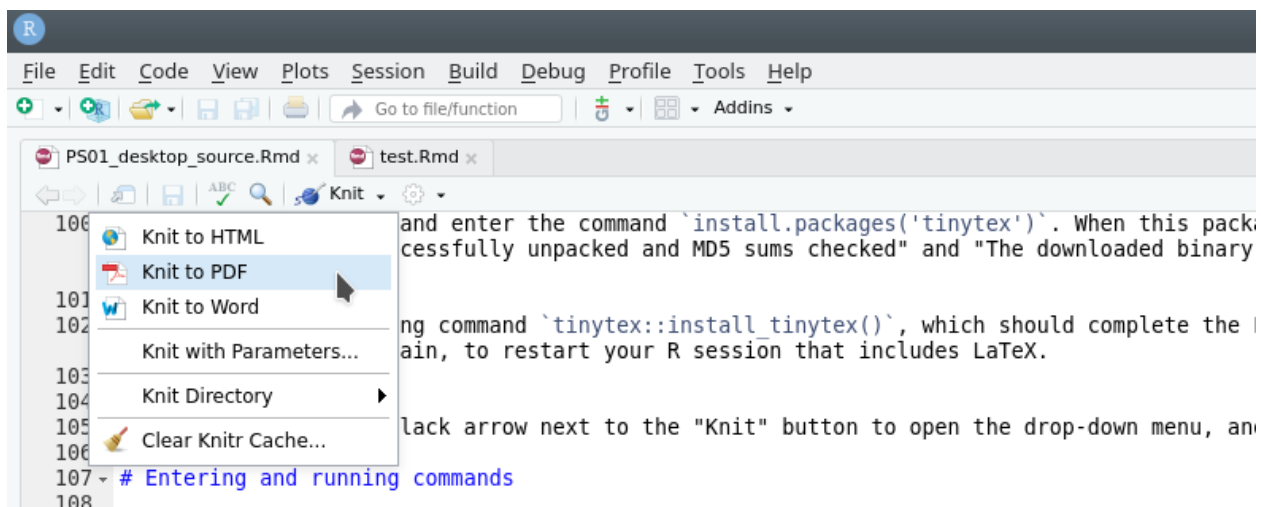 R
File Edit Code View Plots Session Build Debug Profile Tools Help
R Go to file/function Addins
PS01_desktop_source.Rmd × test.Rmd ×
ABC Knit
100 and enter the command `install.packages('tinytex')`. When this packa
Knit to HTML
cessfully unpacked and MD5 sums checked" and "The downloaded binary
Knit to PDF
101
Knit to Word
102 ng command `tinytex::install_tinytex()`, which should complete the
Knit with Parameters... ain, to restart your R session that includes LaTeX.
103
104 Knit Directory
105 lack arrow next to the "Knit" button to open the drop-down menu, an
106 Clear Knitr Cache...
107 # Entering and running commands
108